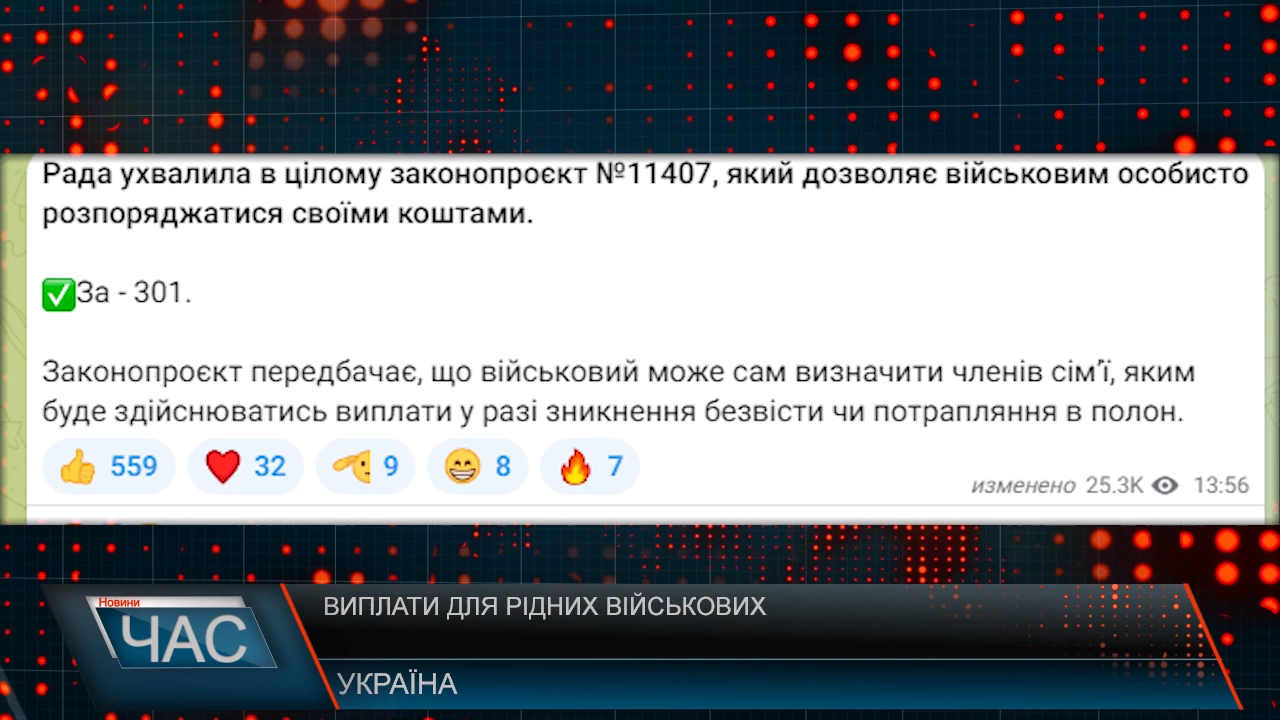 Рада ухвалила в цілому законопроєкт №11407, який дозволяє військовим особисто
розпоряджатися своїми коштами.
✅За - 301.
Законопроєкт передбачає, що військовий може сам визначити членів сім'ї, яким
буде здійснюватись виплати у разі зникнення безвісти чи потрапляння в полон.
559 32 9 8 7
изменено 25.3K 13:56
Новини
ЧАС
ВИПЛАТИ ДЛЯ РІДНИХ ВІЙСЬКОВИХ
УКРАЇНА